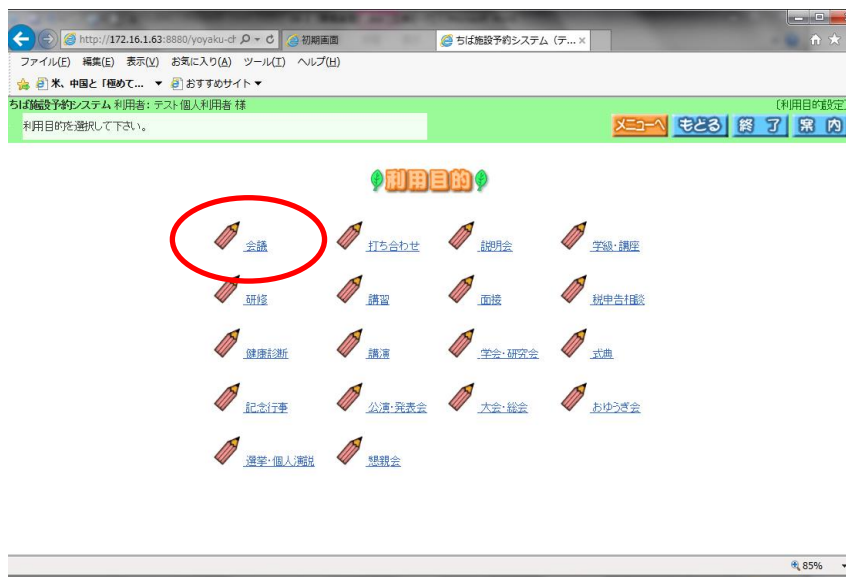 http://172.16.1.63:8880/yoyaku-ch
初期画面
ちば施設予約システム (テ... ×
ファイル(F) 編集(E) 表示(V) お気に入り(A) ツール(T) ヘルプ(H)
米、中国と「極めて... おすすめサイト
ちば施設予約システム 利用者: テスト個人利用者 様
[利用目的設定
利用目的を選択して下さい。
メニューへ もどる 終了 案内
利用目的
会議 打ち合わせ 説明会 学級・講座
研修 講習 面接 税申告相談
健康診断 講演 学会・研究会 式典
記念行事 公演・発表会 大会・総会 おゆうぎ会
選挙・個人演説 懇親会
85%